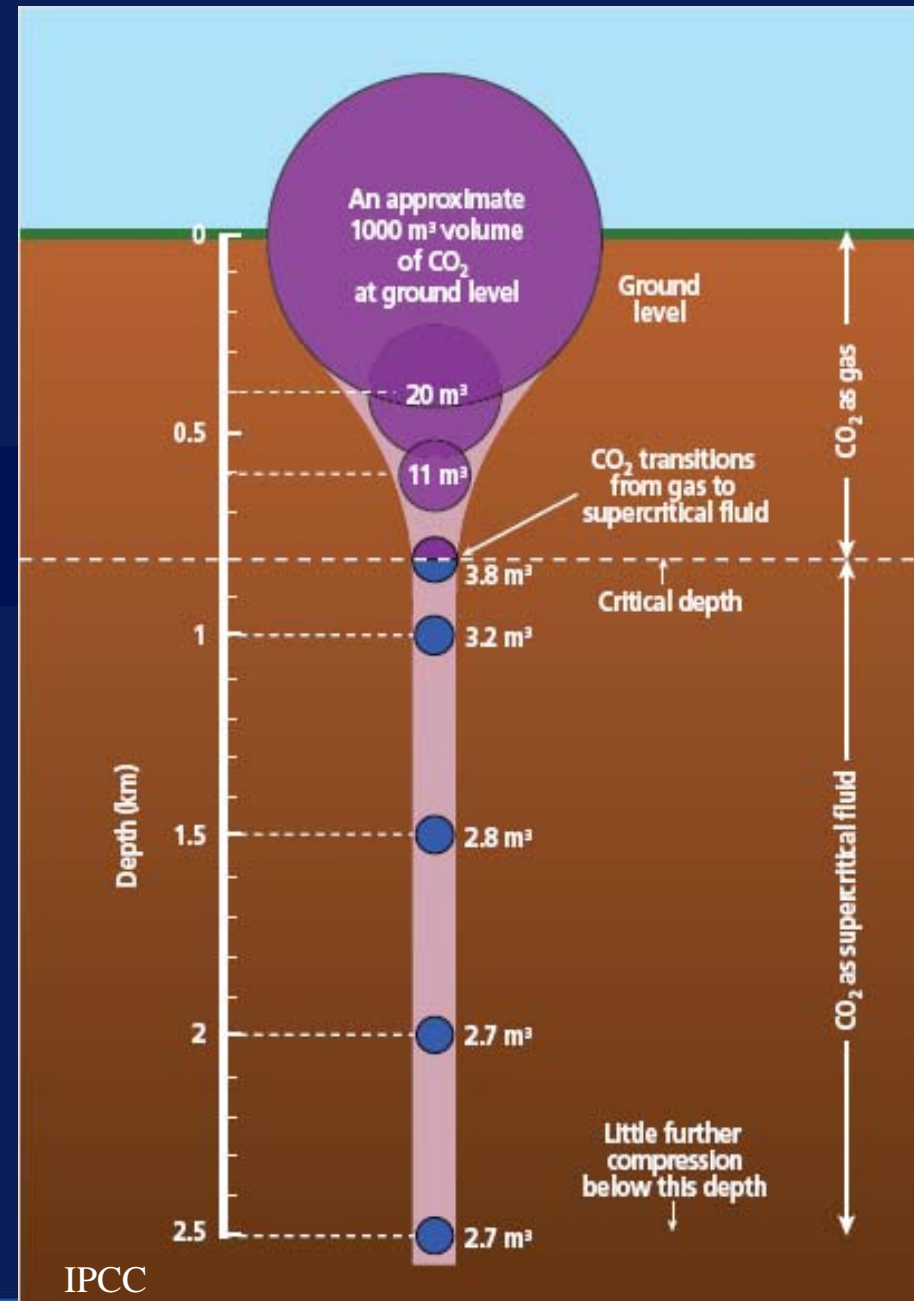 An approximate
1000 m³ volume
of CO₂
at ground level
0
Ground
level
20 m³
0.5
11 m³
CO₂ transitions
from gas to
supercritical fluid
CO₂ as gas
3.8 m³
Critical depth
1
3.2 m³
Depth (km)
1.5
2.8 m³
CO₂ as supercritical fluid
2
2.7 m³
Little further
compression
below this depth
2.5
2.7 m³
IPCC